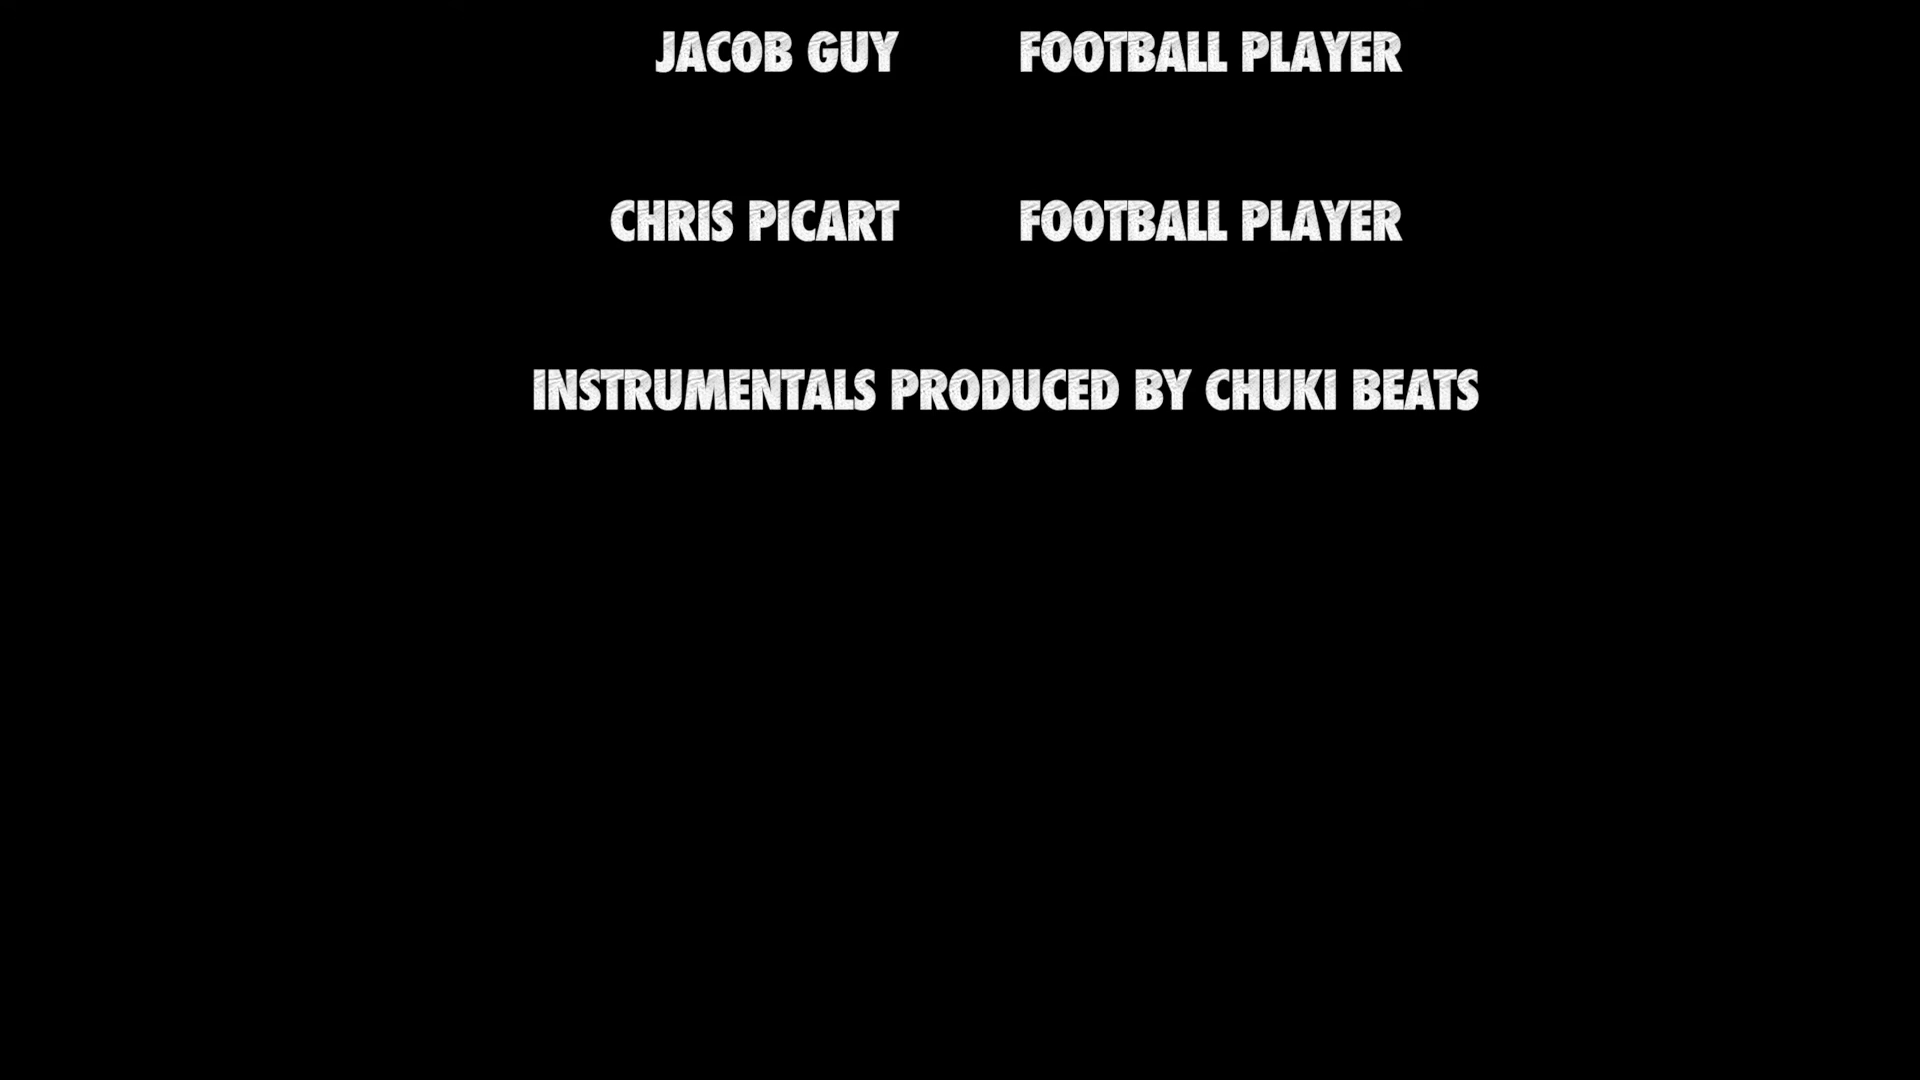 JACOB GUY FOOTBALL PLAYER
CHRIS PICART FOOTBALL PLAYER
INSTRUMENTALS PRODUCED BY CHUKI BEATS